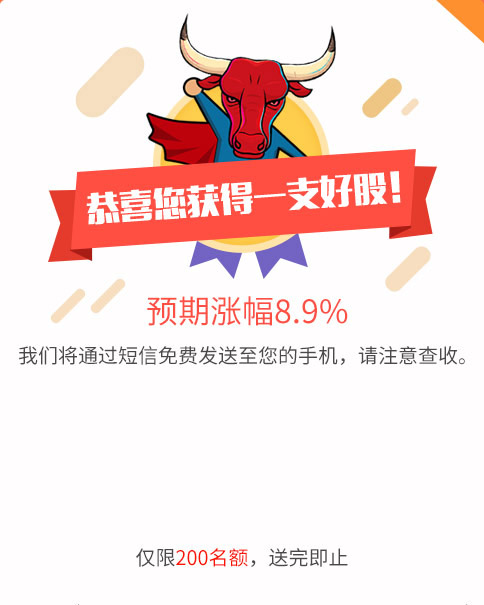 恭喜您获得一支好股!
预期涨幅8.9%
我们将通过短信免费发送至您的手机，请注意查收。
仅限200名额，送完即止